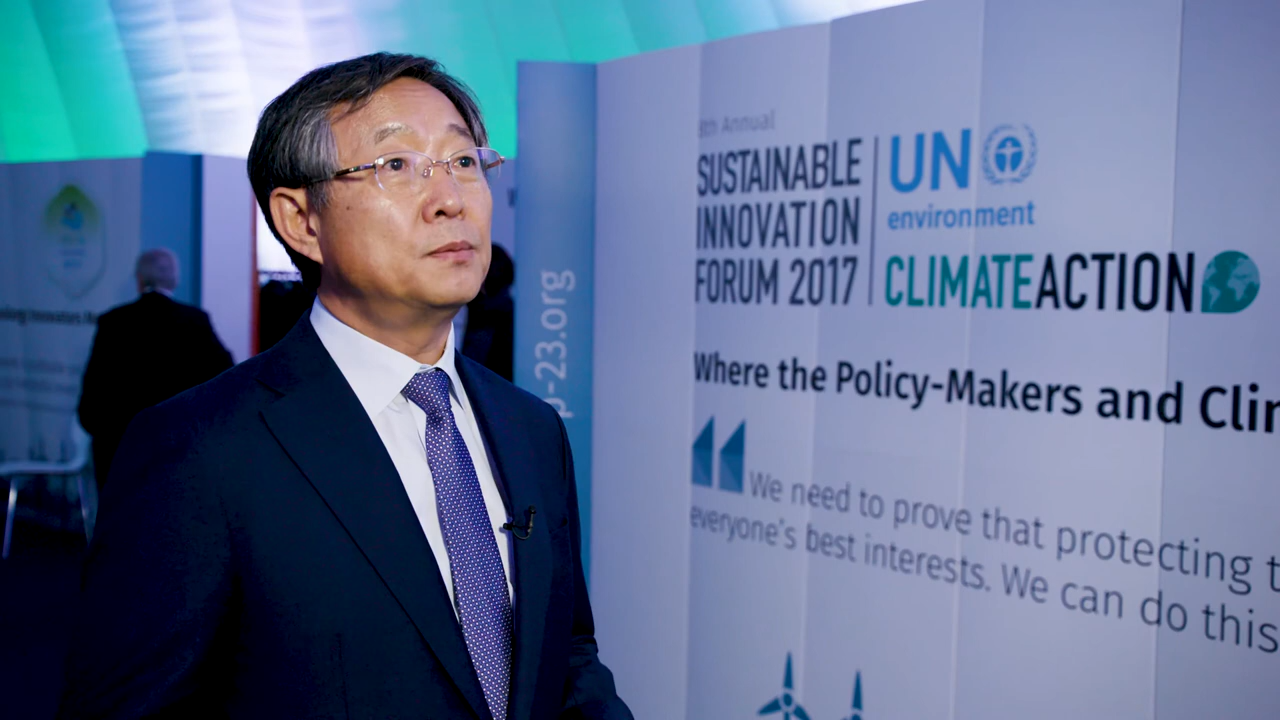 8th Annual
SUSTAINABLE
INNOVATION
FORUM 2017
UN
environment
CLIMATEACTION
Where the Policy-Makers and
We need to prove that protecting
everyone's best interests. We can do this
-23.org